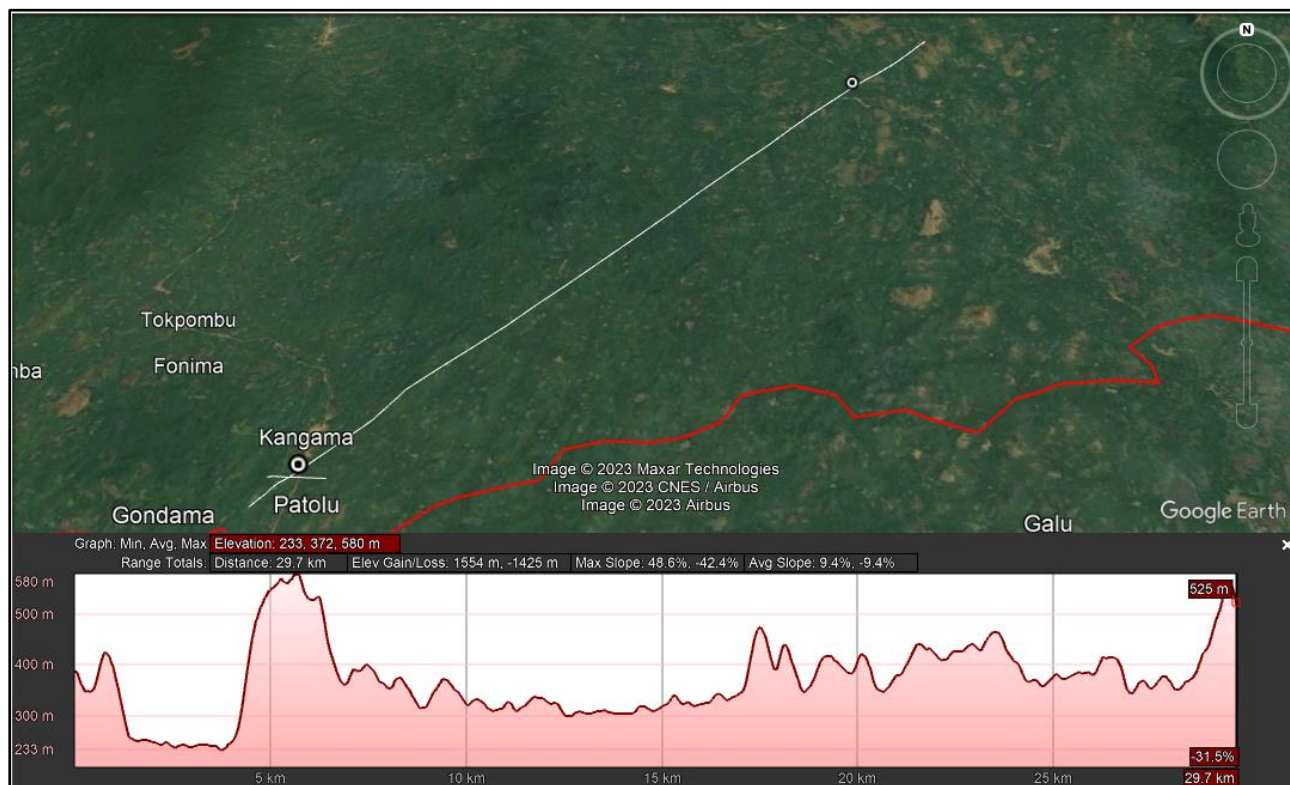 N
Tokpombu
nba
Fonima
Kangama
Image © 2023 Maxar Technologies
Image © 2023 CNES / Airbus
Image © 2023 Airbus
Patolu
Gondama
Google Earth
Galu
Graph: Min, Avg, Max Elevation: 233, 372, 580 m
Range Totals: Distance: 29.7 km Elev Gain/Loss: 1554 m, -1425 m Max Slope: 48.6%, -42.4% Avg Slope: 9.4%, -9.4%
580 m
525 m
500 m
400 m
300 m
233 m
-31.5%
5 km 10 km 15 km 20 km 25 km 29.7 km